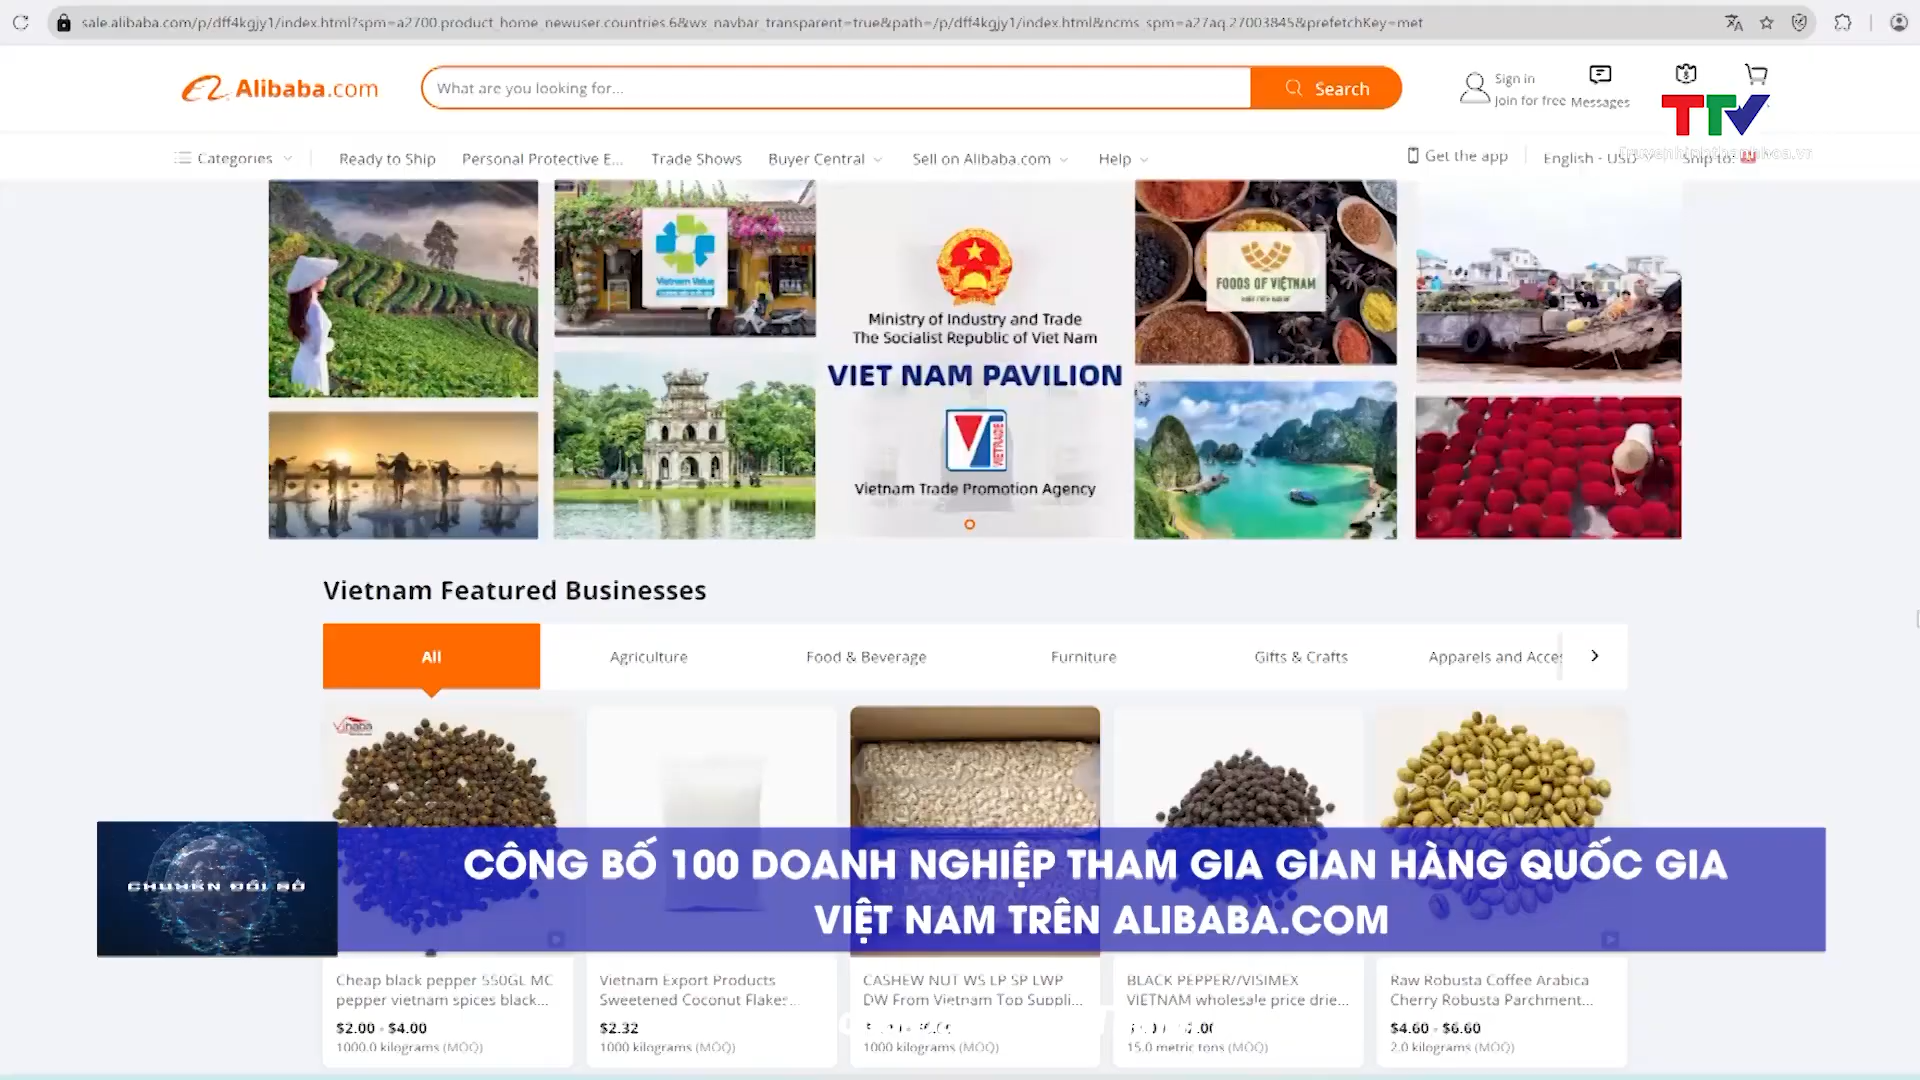 sale.alibaba.com/p/dff4kgjy1/index.html?spm=a2700.product_home_newuser.countries.6&wx_navbar_transparent=true&path=/p/dff4kgjy1/index.html&ncms_spm=a27aq.27003845&prefetchKey=met
Alibaba.com
What are you looking for...
Search
Sign in
Join for free
Messages
TTV
Categories
Ready to Ship
Personal Protective E...
Trade Shows
Buyer Central
Sell on Alibaba.com
Help
Get the app
English - USD
Ship to:
Vietnam Value
Ministry of Industry and Trade
The Socialist Republic of Viet Nam
VIET NAM PAVILION
VIETRADE
Vietnam Trade Promotion Agency
FOODS OF VIETNAM
Vietnam Featured Businesses
All
Agriculture
Food & Beverage
Furniture
Gifts & Crafts
Apparels and Acces
Vihaba
CHUYỂN ĐỔI SỐ
CÔNG BỐ 100 DOANH NGHIỆP THAM GIA GIAN HÀNG QUỐC GIA
VIỆT NAM TRÊN ALIBABA.COM
Cheap black pepper 550GL MC
pepper vietnam spices black...
$2.00 - $4.00
1000.0 kilograms (MOQ)
Vietnam Export Products
Sweetened Coconut Flakes...
$2.32
1000 kilograms (MOQ)
CASHEW NUT WS LP SP LWP
DW From Vietnam Top Suppli...
1000 kilograms (MOQ)
BLACK PEPPER//VISIMEX
VIETNAM wholesale price drie...
15.0 metric tons (MOQ)
Raw Robusta Coffee Arabica
Cherry Robusta Parchment...
$4.60 - $6.60
2.0 kilograms (MOQ)